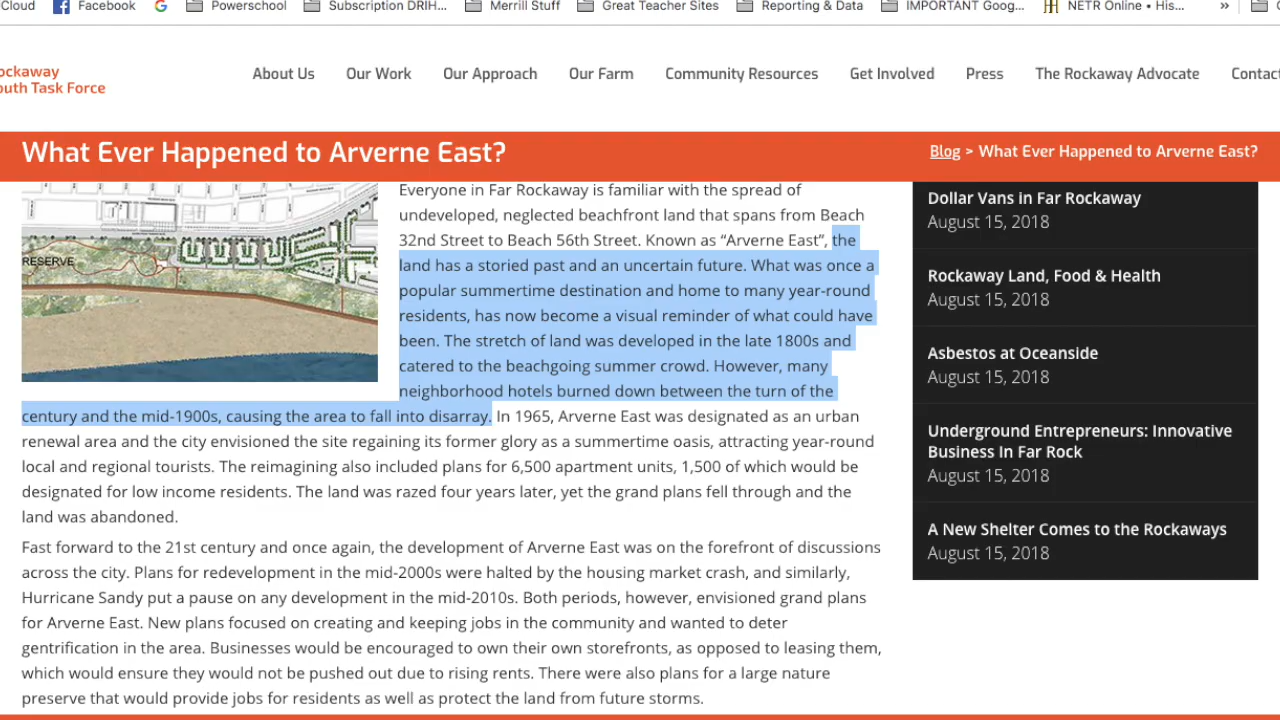 Cloud Facebook Powerschool Subscription DRIH... Merrill Stuff Great Teacher Sites Reporting & Data IMPORTANT Goog... NETR Online • His... »
ockaway
outh Task Force
About Us Our Work Our Approach Our Farm Community Resources Get Involved Press The Rockaway Advocate Contact
What Ever Happened to Arverne East?
Blog > What Ever Happened to Arverne East?
RESERVE
Everyone in Far Rockaway is familiar with the spread of
undeveloped, neglected beachfront land that spans from Beach
32nd Street to Beach 56th Street. Known as “Arverne East”, the
land has a storied past and an uncertain future. What was once a
popular summertime destination and home to many year-round
residents, has now become a visual reminder of what could have
been. The stretch of land was developed in the late 1800s and
catered to the beachgoing summer crowd. However, many
neighborhood hotels burned down between the turn of the
century and the mid-1900s, causing the area to fall into disarray. In 1965, Arverne East was designated as an urban
renewal area and the city envisioned the site regaining its former glory as a summertime oasis, attracting year-round
local and regional tourists. The reimagining also included plans for 6,500 apartment units, 1,500 of which would be
designated for low income residents. The land was razed four years later, yet the grand plans fell through and the
land was abandoned.
Fast forward to the 21st century and once again, the development of Arverne East was on the forefront of discussions
across the city. Plans for redevelopment in the mid-2000s were halted by the housing market crash, and similarly,
Hurricane Sandy put a pause on any development in the mid-2010s. Both periods, however, envisioned grand plans
for Arverne East. New plans focused on creating and keeping jobs in the community and wanted to deter
gentrification in the area. Businesses would be encouraged to own their own storefronts, as opposed to leasing them,
which would ensure they would not be pushed out due to rising rents. There were also plans for a large nature
preserve that would provide jobs for residents as well as protect the land from future storms.
Dollar Vans in Far Rockaway
August 15, 2018
Rockaway Land, Food & Health
August 15, 2018
Asbestos at Oceanside
August 15, 2018
Underground Entrepreneurs: Innovative
Business In Far Rock
August 15, 2018
A New Shelter Comes to the Rockaways
August 15, 2018